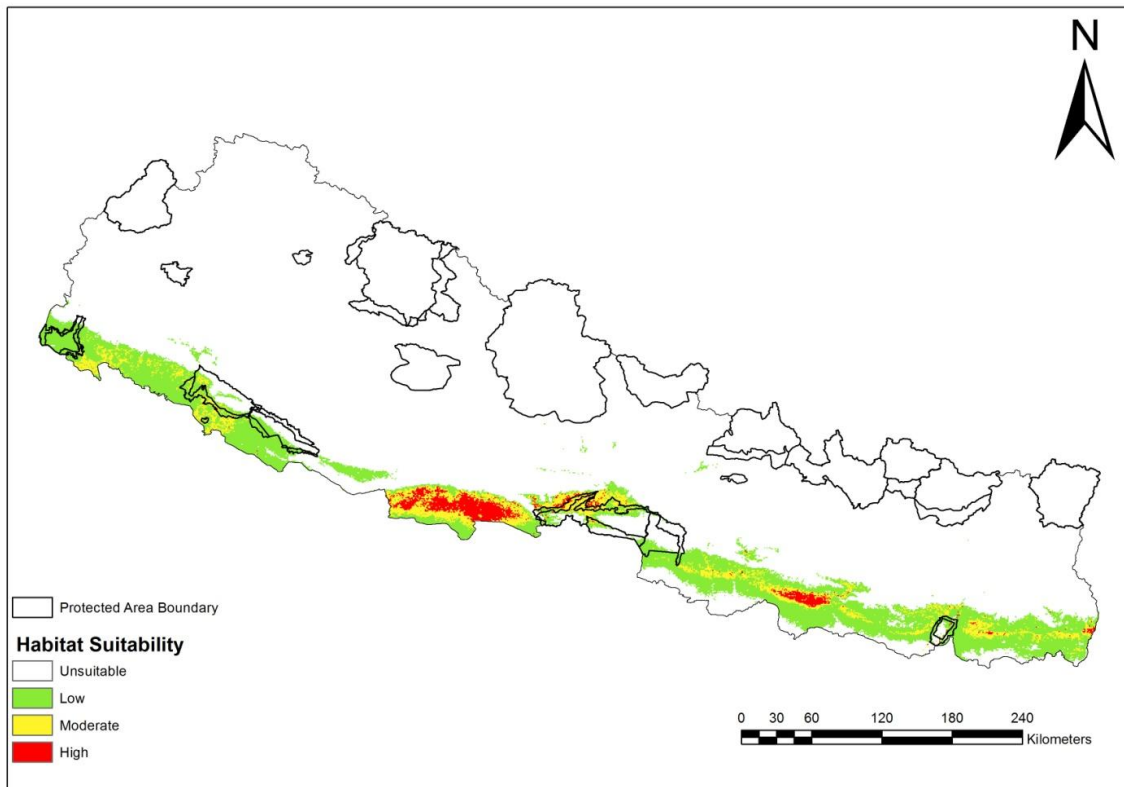 N
Protected Area Boundary
Habitat Suitability
Unsuitable
Low
Moderate
High
0 30 60 120 180 240
Kilometers